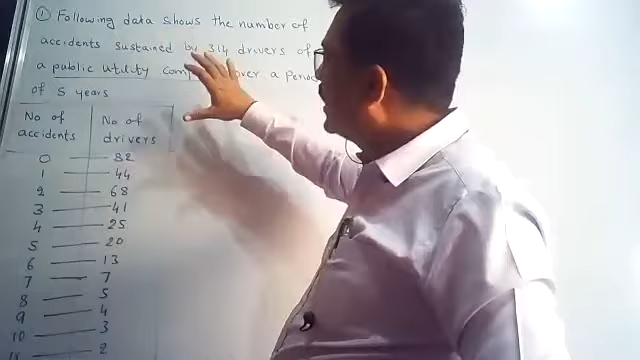 ① Following data shows the number of
accidents sustained by 314 drivers of
a public utility over a
of 5 years
No of accidents No of drivers
0 — 82
1 — 44
2 — 68
3 — 41
4 — 25
5 — 20
6 — 13
7 — 7
8 — 5
9 — 4
10 — 3
2